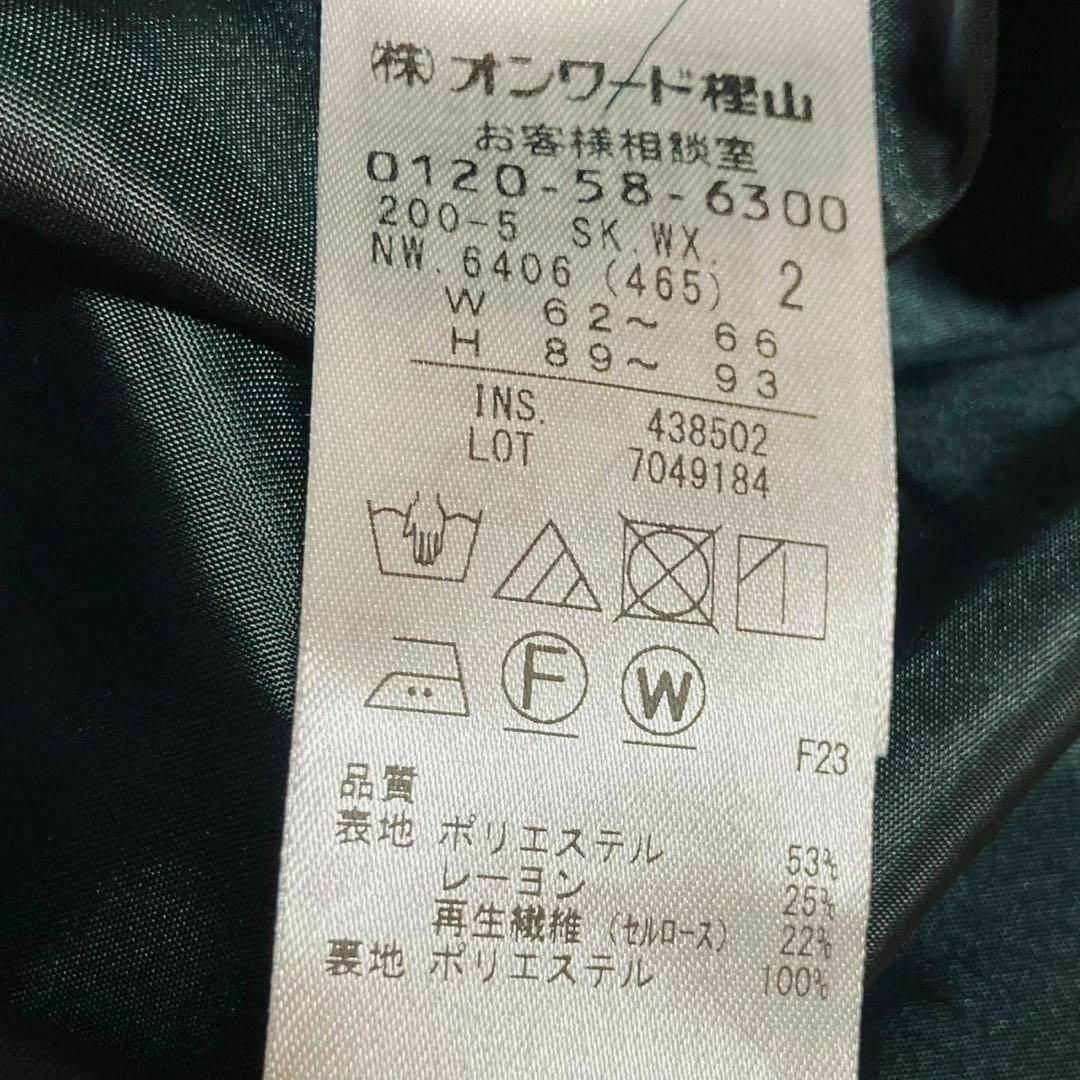 (株)オンワード樫山
お客様相談室
0120-58-6300
200-5 SK.WX.
NW.6406 (465) 2
W 62～ 66
H 89～ 93
INS. 438502
LOT 7049184
F
W
F23
品質
表地 ポリエステル 53%
レーヨン 25%
再生繊維 (セルロース) 22%
裏地 ポリエステル 100%